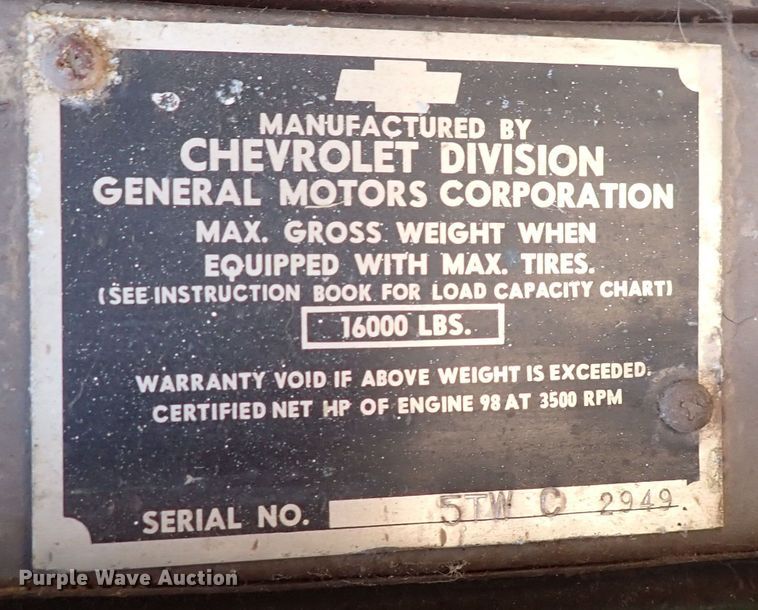 MANUFACTURED BY
CHEVROLET DIVISION
GENERAL MOTORS CORPORATION
MAX. GROSS WEIGHT WHEN
EQUIPPED WITH MAX. TIRES.
(SEE INSTRUCTION BOOK FOR LOAD CAPACITY CHART)
16000 LBS.
WARRANTY VOID IF ABOVE WEIGHT IS EXCEEDED.
CERTIFIED NET HP OF ENGINE 98 AT 3500 RPM
SERIAL NO. 5TW C 2949
Purple Wave Auction